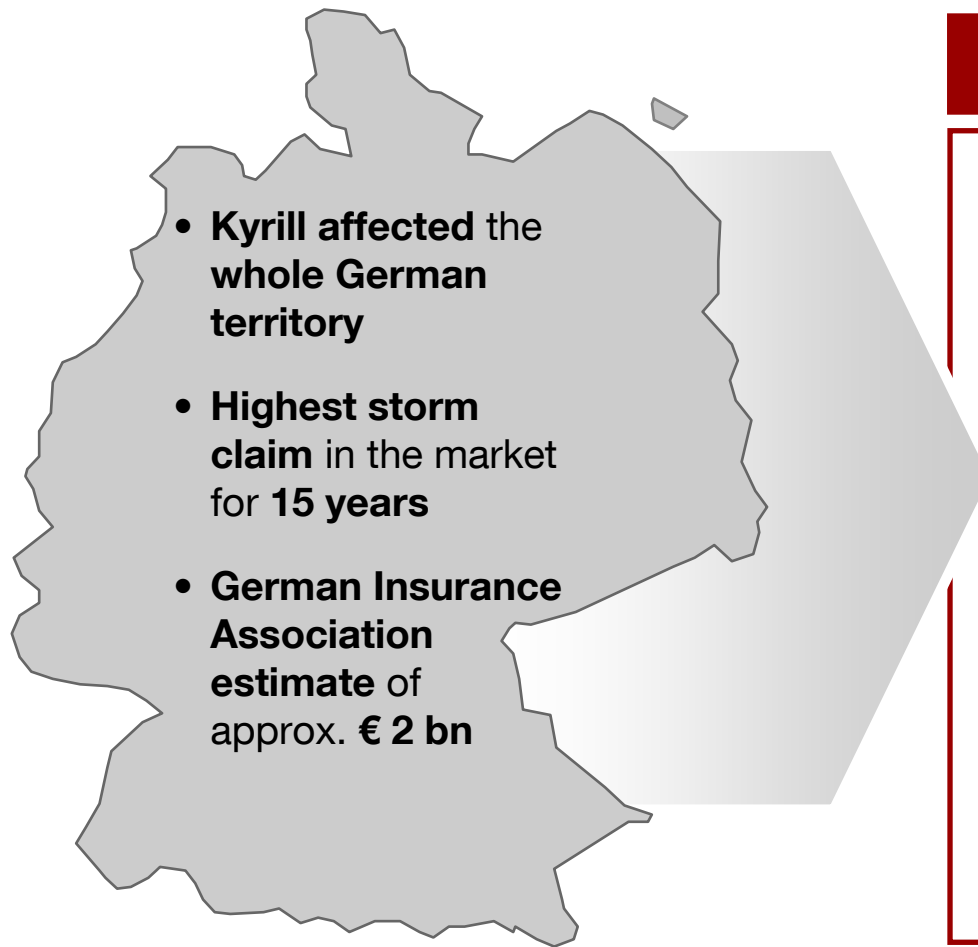 • Kyrill affected the
whole German
territory
• Highest storm
claim in the market
for 15 years
• German Insurance
Association
estimate of
approx. € 2 bn